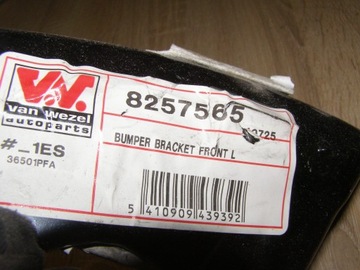 VW
van wezel
autoparts
#_1ES
36501PFA
8257565
BUMPER BRACKET FRONT L
5 410909 439392